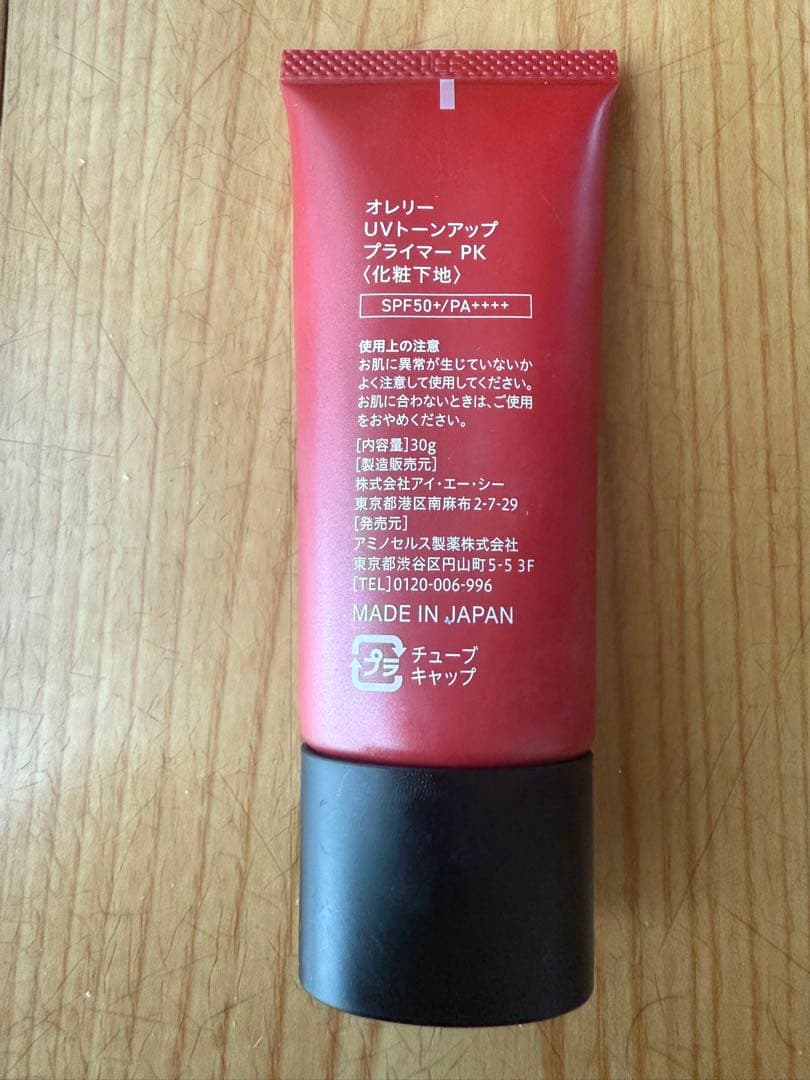 オレリー
UVトーンアップ
プライマー PK
〈化粧下地〉
SPF50+/PA++++
使用上の注意
お肌に異常が生じていないか
よく注意して使用してください。
お肌に合わないときは、ご使用
をおやめください。
[内容量]30g
[製造販売元]
株式会社アイ・エー・シー
東京都港区南麻布2-7-29
[発売元]
アミノセルス製薬株式会社
東京都渋谷区円山町5-5 3F
[TEL]0120-006-996
MADE IN JAPAN
プラ
チューブ
キャップ